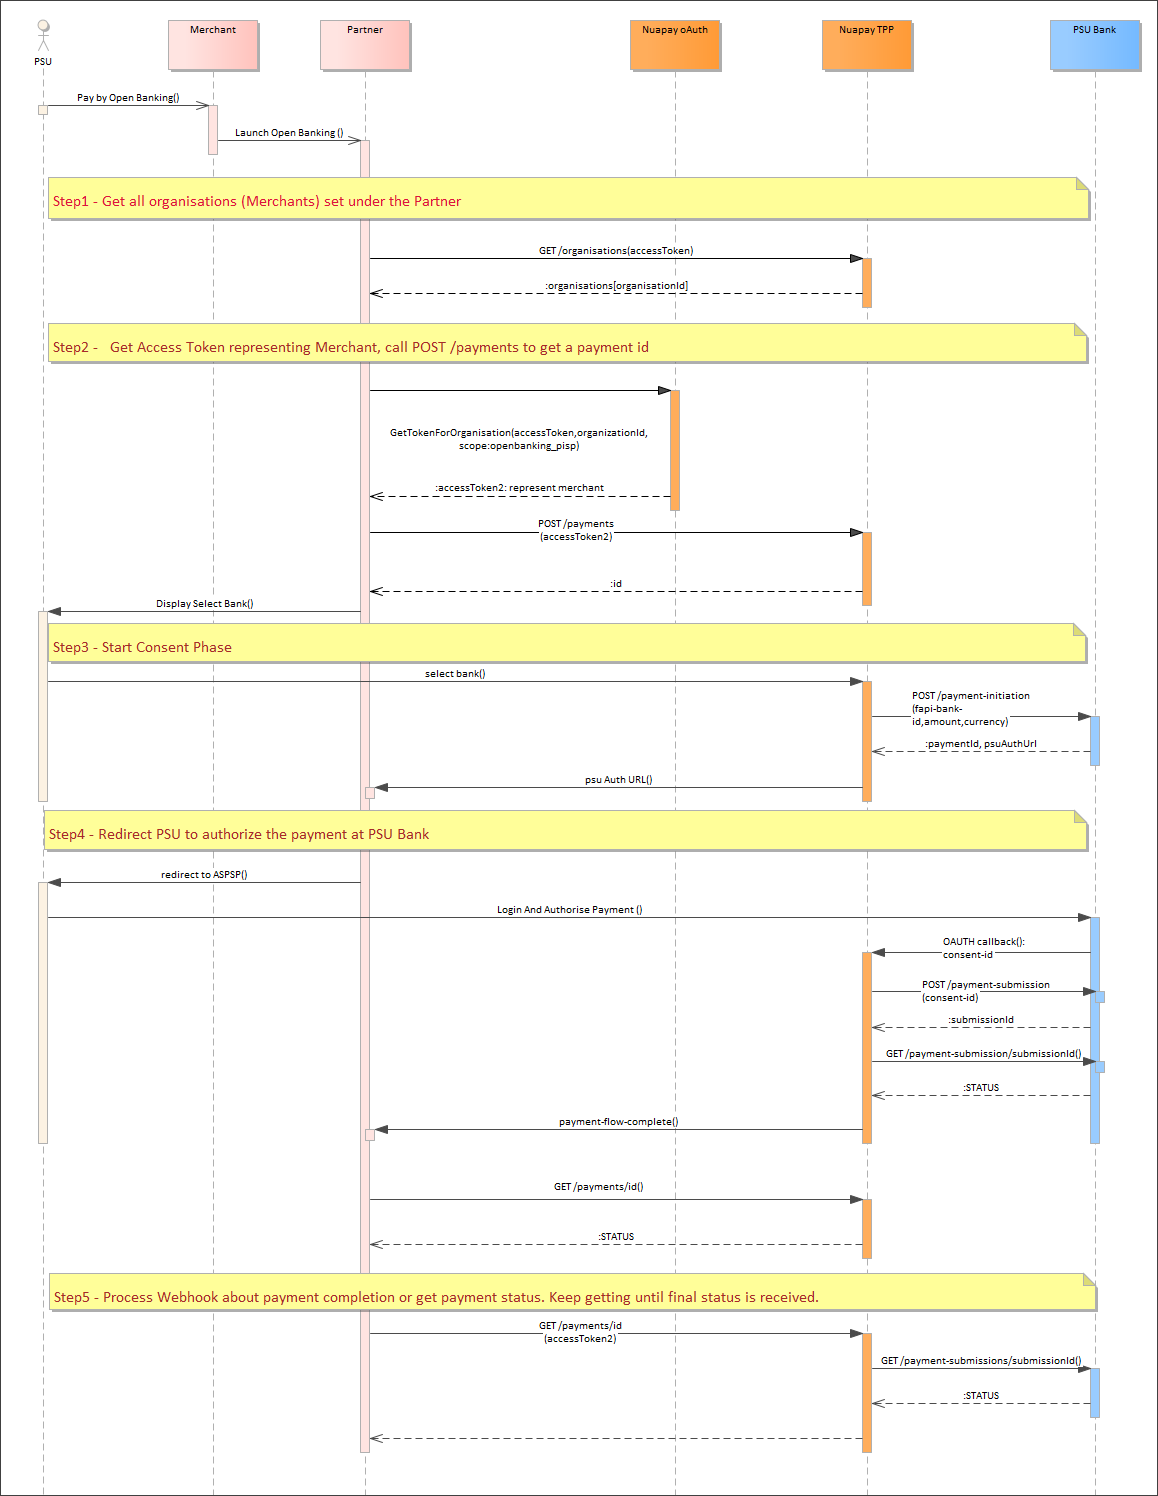 PSU
Merchant
Partner
Nuapay oAuth
Nuapay TPP
PSU Bank
Pay by Open Banking()
Launch Open Banking ()
Step1 - Get all organisations (Merchants) set under the Partner
GET /organisations(accessToken)
:organisations[organisationId]
Step2 -   Get Access Token representing Merchant, call POST /payments to get a payment id
GetTokenForOrganisation(accessToken,organizationId,
scope:openbanking_pisp)
:accessToken2: represent merchant
POST /payments
(accessToken2)
:id
Display Select Bank()
Step3 - Start Consent Phase
select bank()
POST /payment-initiation
(fapi-bank-
id,amount,currency)
:paymentId, psuAuthUrl
psu Auth URL()
Step4 - Redirect PSU to authorize the payment at PSU Bank
redirect to ASPSP()
Login And Authorise Payment ()
OAUTH callback():
consent-id
POST /payment-submission
(consent-id)
:submissionId
GET /payment-submission/submissionId()
:STATUS
payment-flow-complete()
GET /payments/id()
:STATUS
Step5 - Process Webhook about payment completion or get payment status. Keep getting until final status is received.
GET /payments/id
(accessToken2)
GET /payment-submissions/submissionId()
:STATUS